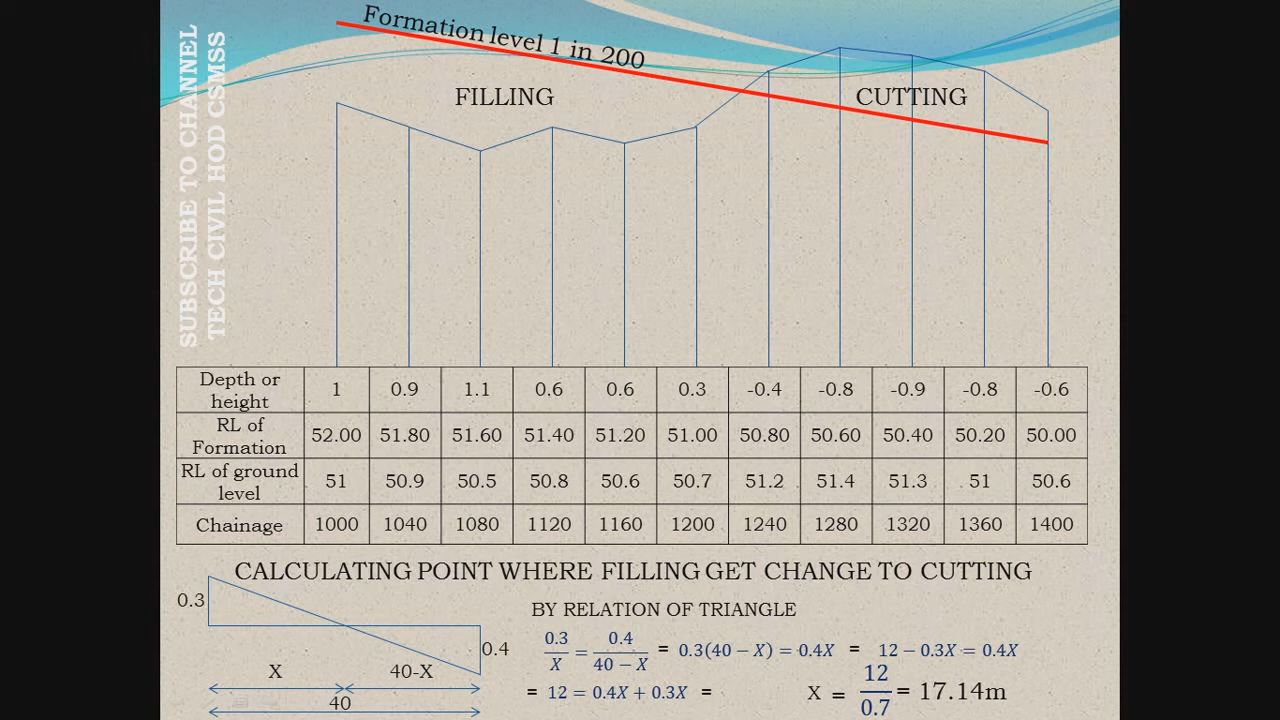 SUBSCRIBE TO CHANNEL
TECH CIVIL HOD CSMSS
Formation level 1 in 200
FILLING
CUTTING
Depth or height 1 0.9 1.1 0.6 0.6 0.3 -0.4 -0.8 -0.9 -0.8 -0.6
RL of Formation 52.00 51.80 51.60 51.40 51.20 51.00 50.80 50.60 50.40 50.20 50.00
RL of ground level 51 50.9 50.5 50.8 50.6 50.7 51.2 51.4 51.3 51 50.6
Chainage 1000 1040 1080 1120 1160 1200 1240 1280 1320 1360 1400
CALCULATING POINT WHERE FILLING GET CHANGE TO CUTTING
0.3
0.4
X
40-X
40
BY RELATION OF TRIANGLE
0.3/X = 0.4/(40 − X) = 0.3(40 − X) = 0.4X = 12 − 0.3X = 0.4X
= 12 = 0.4X + 0.3X = X = 12/0.7 = 17.14m